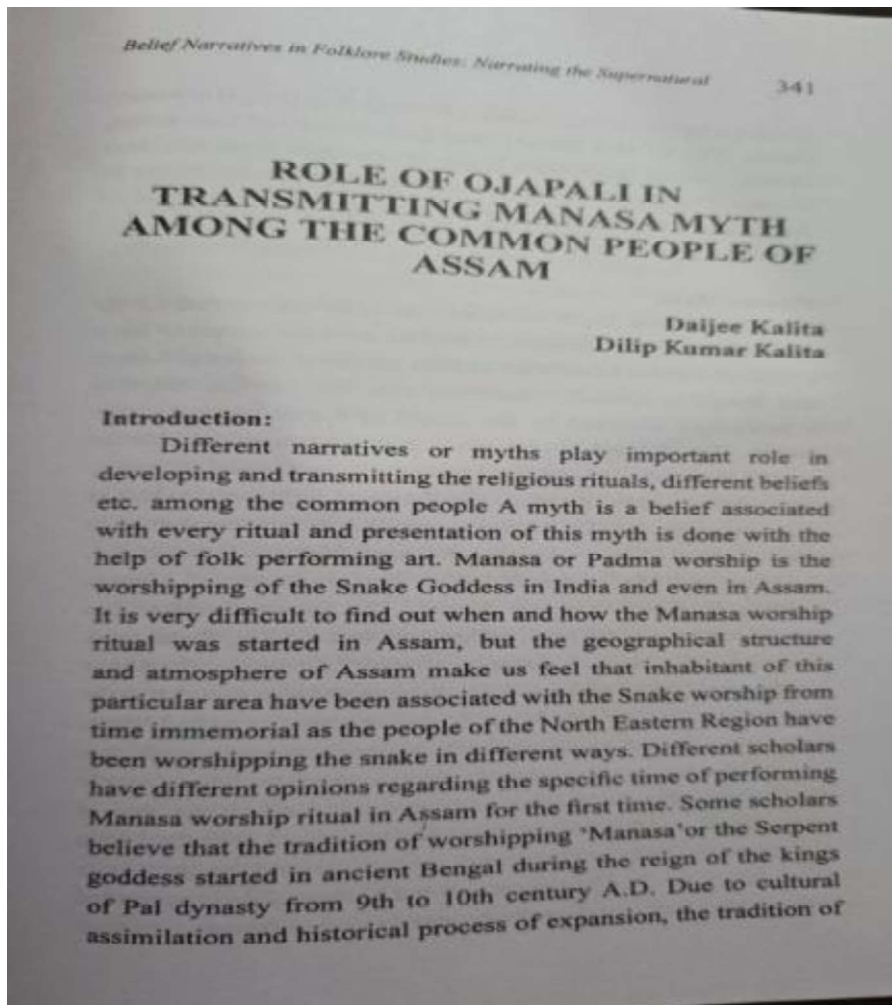 Belief Narratives in Folklore Studies: Narrating the Supernatural 341
ROLE OF OJAPALI IN
TRANSMITTING MANASA MYTH
AMONG THE COMMON PEOPLE OF
ASSAM
Daijee Kalita
Dilip Kumar Kalita
Introduction:
Different narratives or myths play important role in
developing and transmitting the religious rituals, different beliefs
etc. among the common people A myth is a belief associated
with every ritual and presentation of this myth is done with the
help of folk performing art. Manasa or Padma worship is the
worshipping of the Snake Goddess in India and even in Assam.
It is very difficult to find out when and how the Manasa worship
ritual was started in Assam, but the geographical structure
and atmosphere of Assam make us feel that inhabitant of this
particular area have been associated with the Snake worship from
time immemorial as the people of the North Eastern Region have
been worshipping the snake in different ways. Different scholars
have different opinions regarding the specific time of performing
Manasa worship ritual in Assam for the first time. Some scholars
believe that the tradition of worshipping 'Manasa'or the Serpent
goddess started in ancient Bengal during the reign of the kings
of Pal dynasty from 9th to 10th century A.D. Due to cultural
assimilation and historical process of expansion, the tradition of